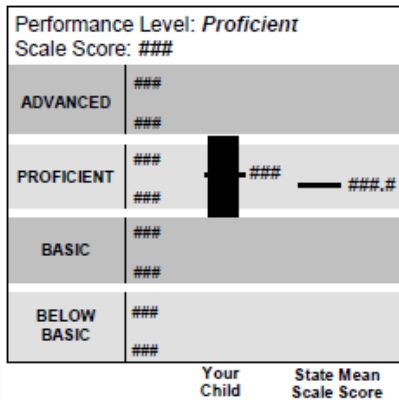 Performance Level: Proficient
Scale Score: ###
###
ADVANCED
###
###
PROFICIENT
###
###
###.#
###
BASIC
###
###
BELOW
BASIC
###
Your
Child
State Mean
Scale Score